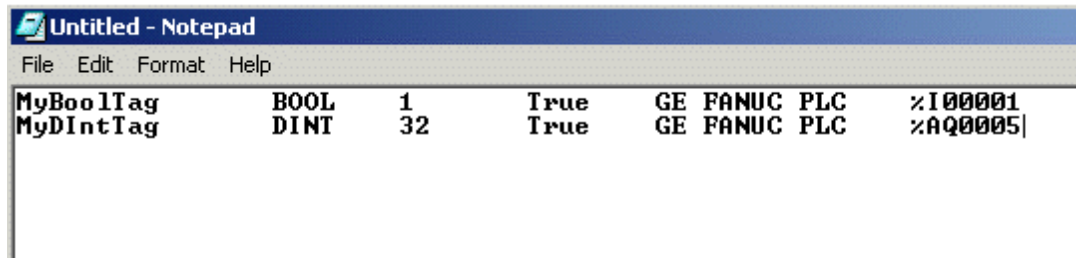 Untitled - Notepad
File Edit Format Help
MyBoolTag BOOL 1 True GE FANUC PLC %I00001
MyDIntTag DINT 32 True GE FANUC PLC %AQ0005